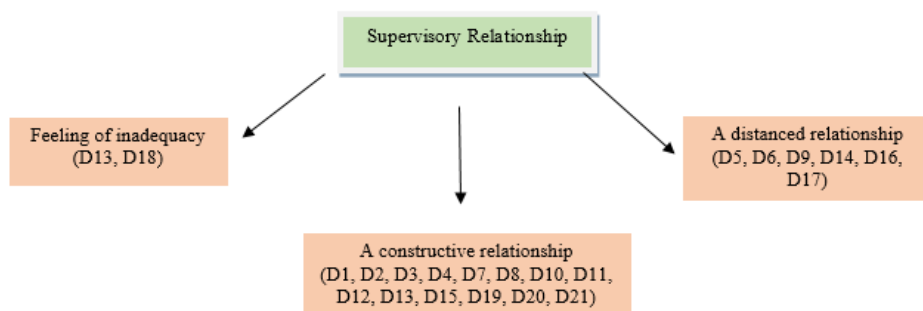 Supervisory Relationship
Feeling of inadequacy
(D13, D18)
A distanced relationship
(D5, D6, D9, D14, D16,
D17)
A constructive relationship
(D1, D2, D3, D4, D7, D8, D10, D11,
D12, D13, D15, D19, D20, D21)